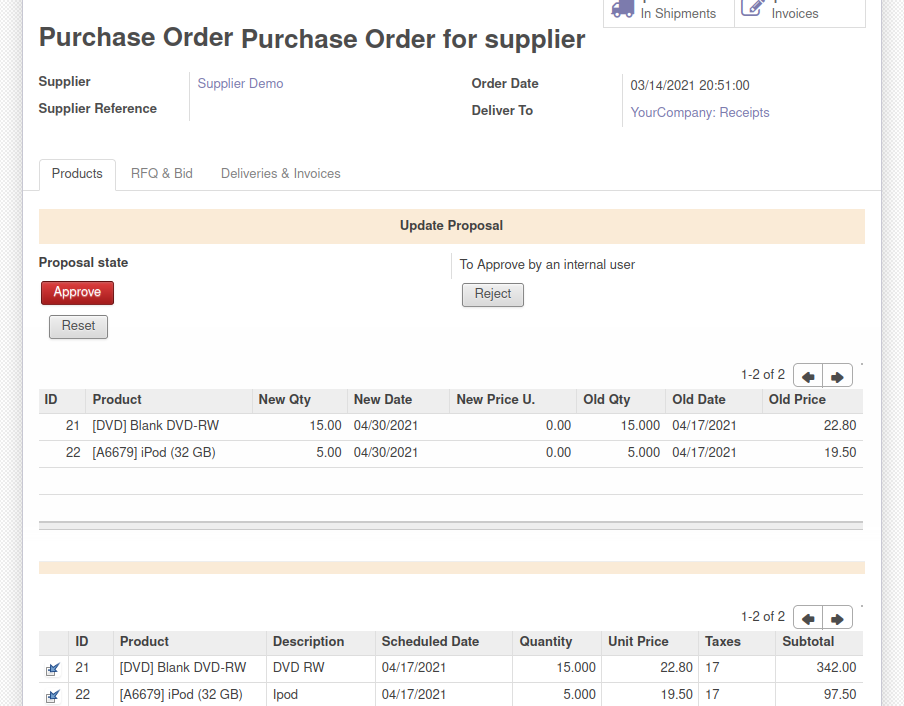 In Shipments Invoices
Purchase Order Purchase Order for supplier
Supplier Supplier Demo Order Date 03/14/2021 20:51:00
Supplier Reference Deliver To YourCompany: Receipts
Products RFQ & Bid Deliveries & Invoices
Update Proposal
Proposal state To Approve by an internal user
Approve Reject
Reset
1-2 of 2
ID Product New Qty New Date New Price U. Old Qty Old Date Old Price
21 [DVD] Blank DVD-RW 15.00 04/30/2021 0.00 15.000 04/17/2021 22.80
22 [A6679] iPod (32 GB) 5.00 04/30/2021 0.00 5.000 04/17/2021 19.50
1-2 of 2
ID Product Description Scheduled Date Quantity Unit Price Taxes Subtotal
21 [DVD] Blank DVD-RW DVD RW 04/17/2021 15.000 22.80 17 342.00
22 [A6679] iPod (32 GB) Ipod 04/17/2021 5.000 19.50 17 97.50